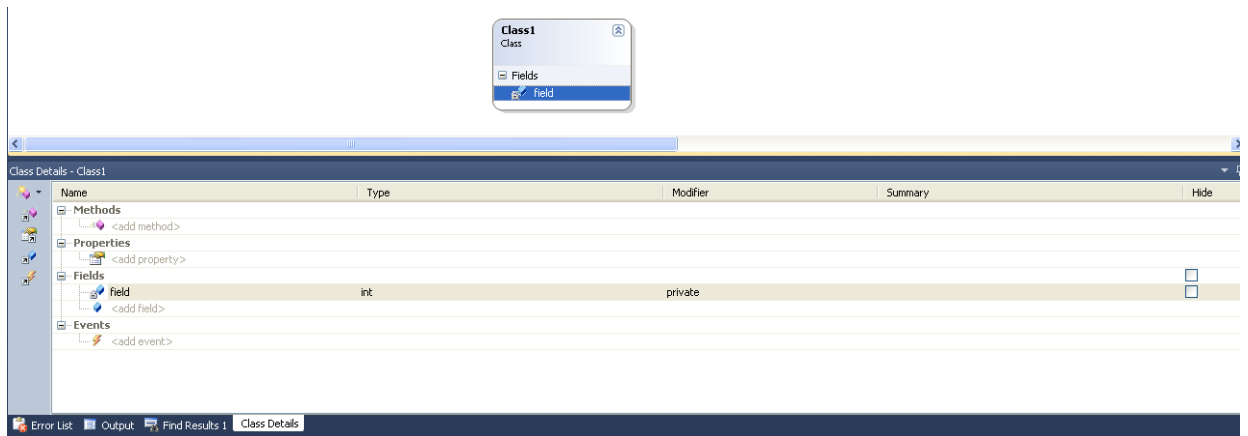 Class1
Class
Fields
field
Class Details - Class1
Name Type Modifier Summary Hide
Methods
<add method>
Properties
<add property>
Fields
field int private
<add field>
Events
<add event>
Error List Output Find Results 1 Class Details